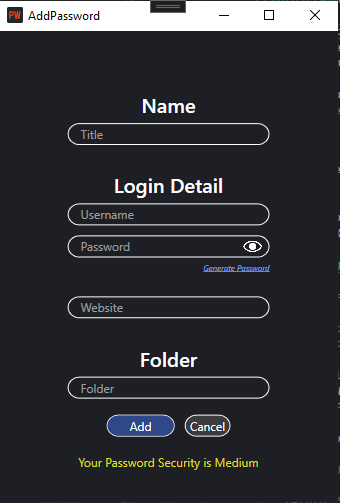 PW AddPassword
Name
Title
Login Detail
Username
Password
Generate Password
Website
Folder
Folder
Add Cancel
Your Password Security is Medium